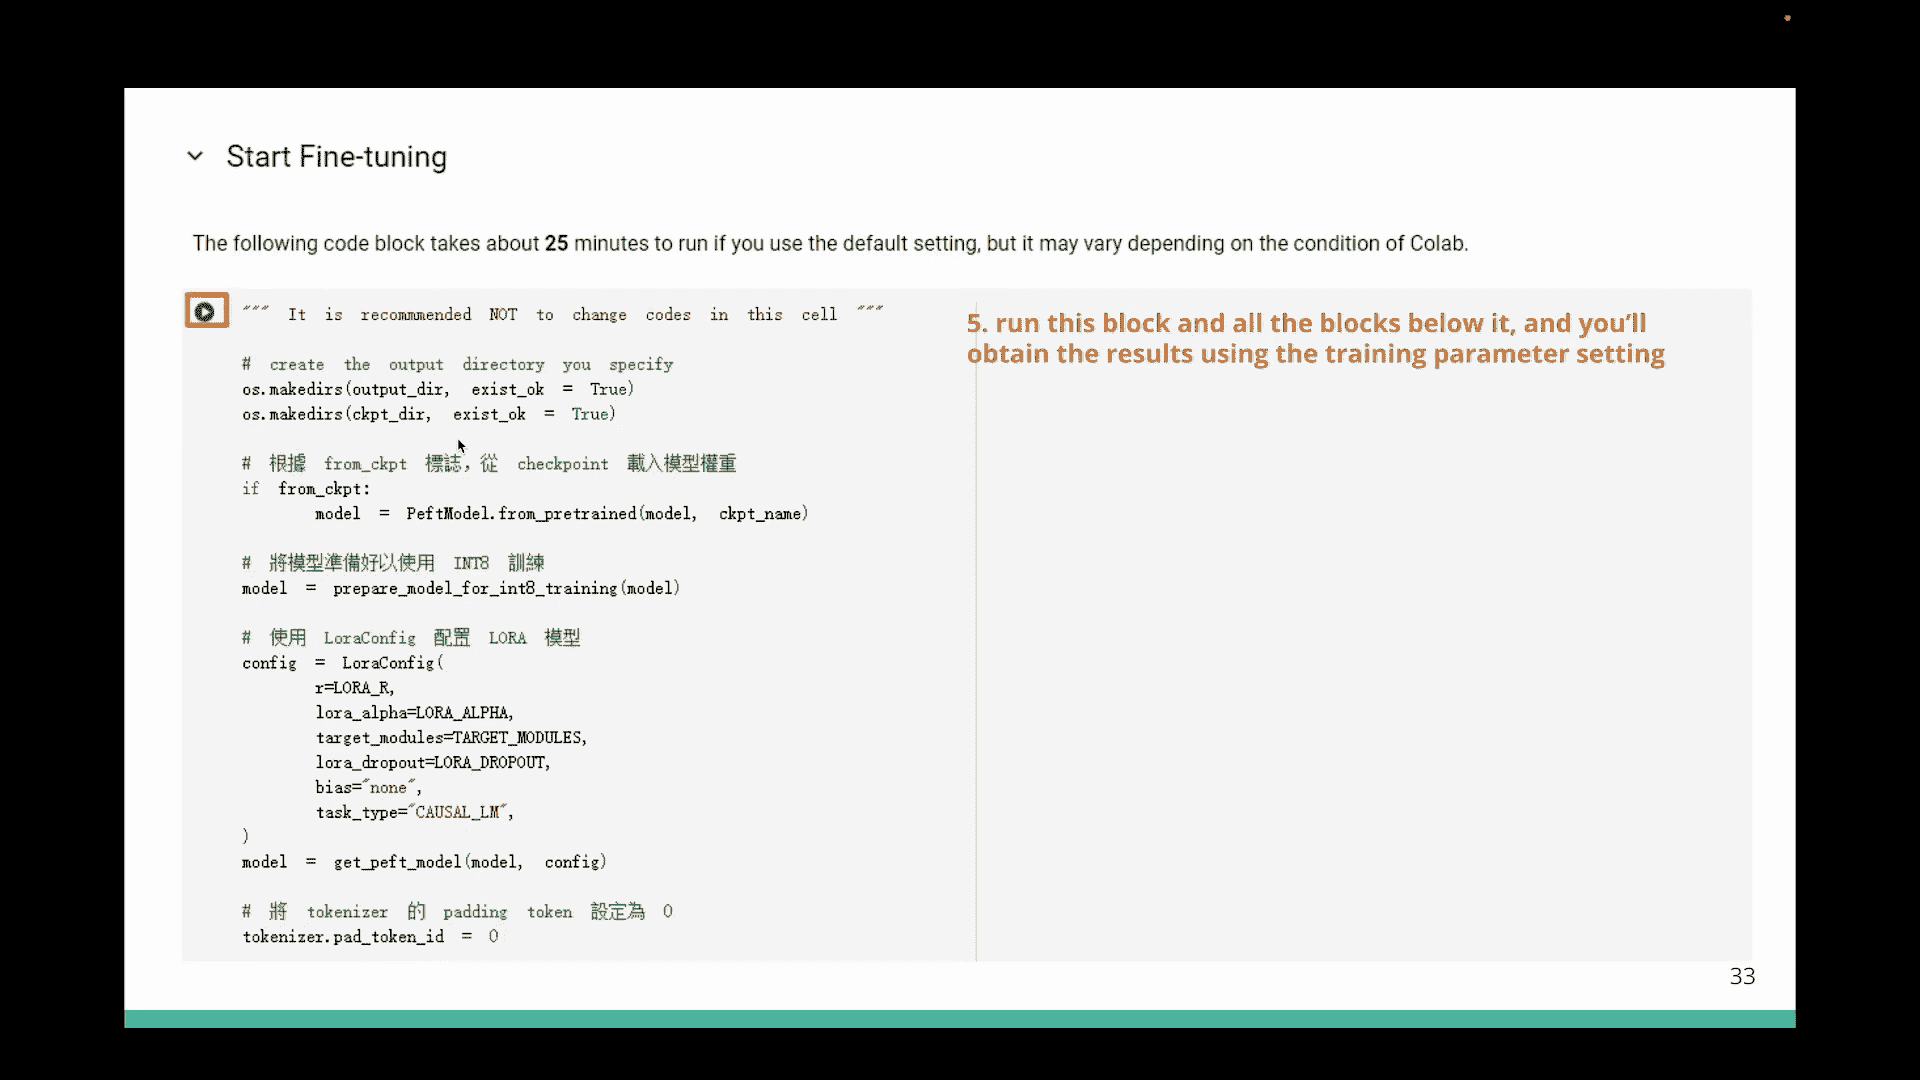 Start Fine-tuning
The following code block takes about 25 minutes to run if you use the default setting, but it may vary depending on the condition of Colab.
""" It is recommmended NOT to change codes in this cell """
5. run this block and all the blocks below it, and you'll
obtain the results using the training parameter setting
# create the output directory you specify
os.makedirs(output_dir, exist_ok = True)
os.makedirs(ckpt_dir, exist_ok = True)
# 根據 from_ckpt 標誌，從 checkpoint 載入模型權重
if from_ckpt:
model = PeftModel.from_pretrained(model, ckpt_name)
# 將模型準備好以使用 INT8 訓練
model = prepare_model_for_int8_training(model)
# 使用 LoraConfig 配置 LORA 模型
config = LoraConfig(
r=LORA_R,
lora_alpha=LORA_ALPHA,
target_modules=TARGET_MODULES,
lora_dropout=LORA_DROPOUT,
bias="none",
task_type="CAUSAL_LM",
)
model = get_peft_model(model, config)
# 將 tokenizer 的 padding token 設定為 0
tokenizer.pad_token_id = 0
33